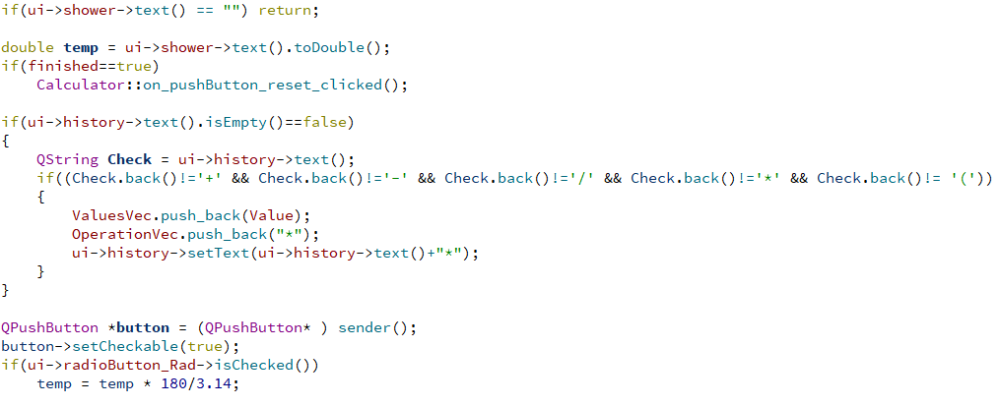 if(ui->shower->text() == "") return;
double temp = ui->shower->text().toDouble();
if(finished==true)
Calculator::on_pushButton_reset_clicked();
if(ui->history->text().isEmpty()==false)
{
QString Check = ui->history->text();
if((Check.back()!='+' && Check.back()!='-' && Check.back()!='/' && Check.back()!='*' && Check.back()!= '('))
{
ValuesVec.push_back(Value);
OperationVec.push_back("*");
ui->history->setText(ui->history->text()+"*");
}
}
QPushButton *button = (QPushButton* ) sender();
button->setCheckable(true);
if(ui->radioButton_Rad->isChecked())
temp = temp * 180/3.14;